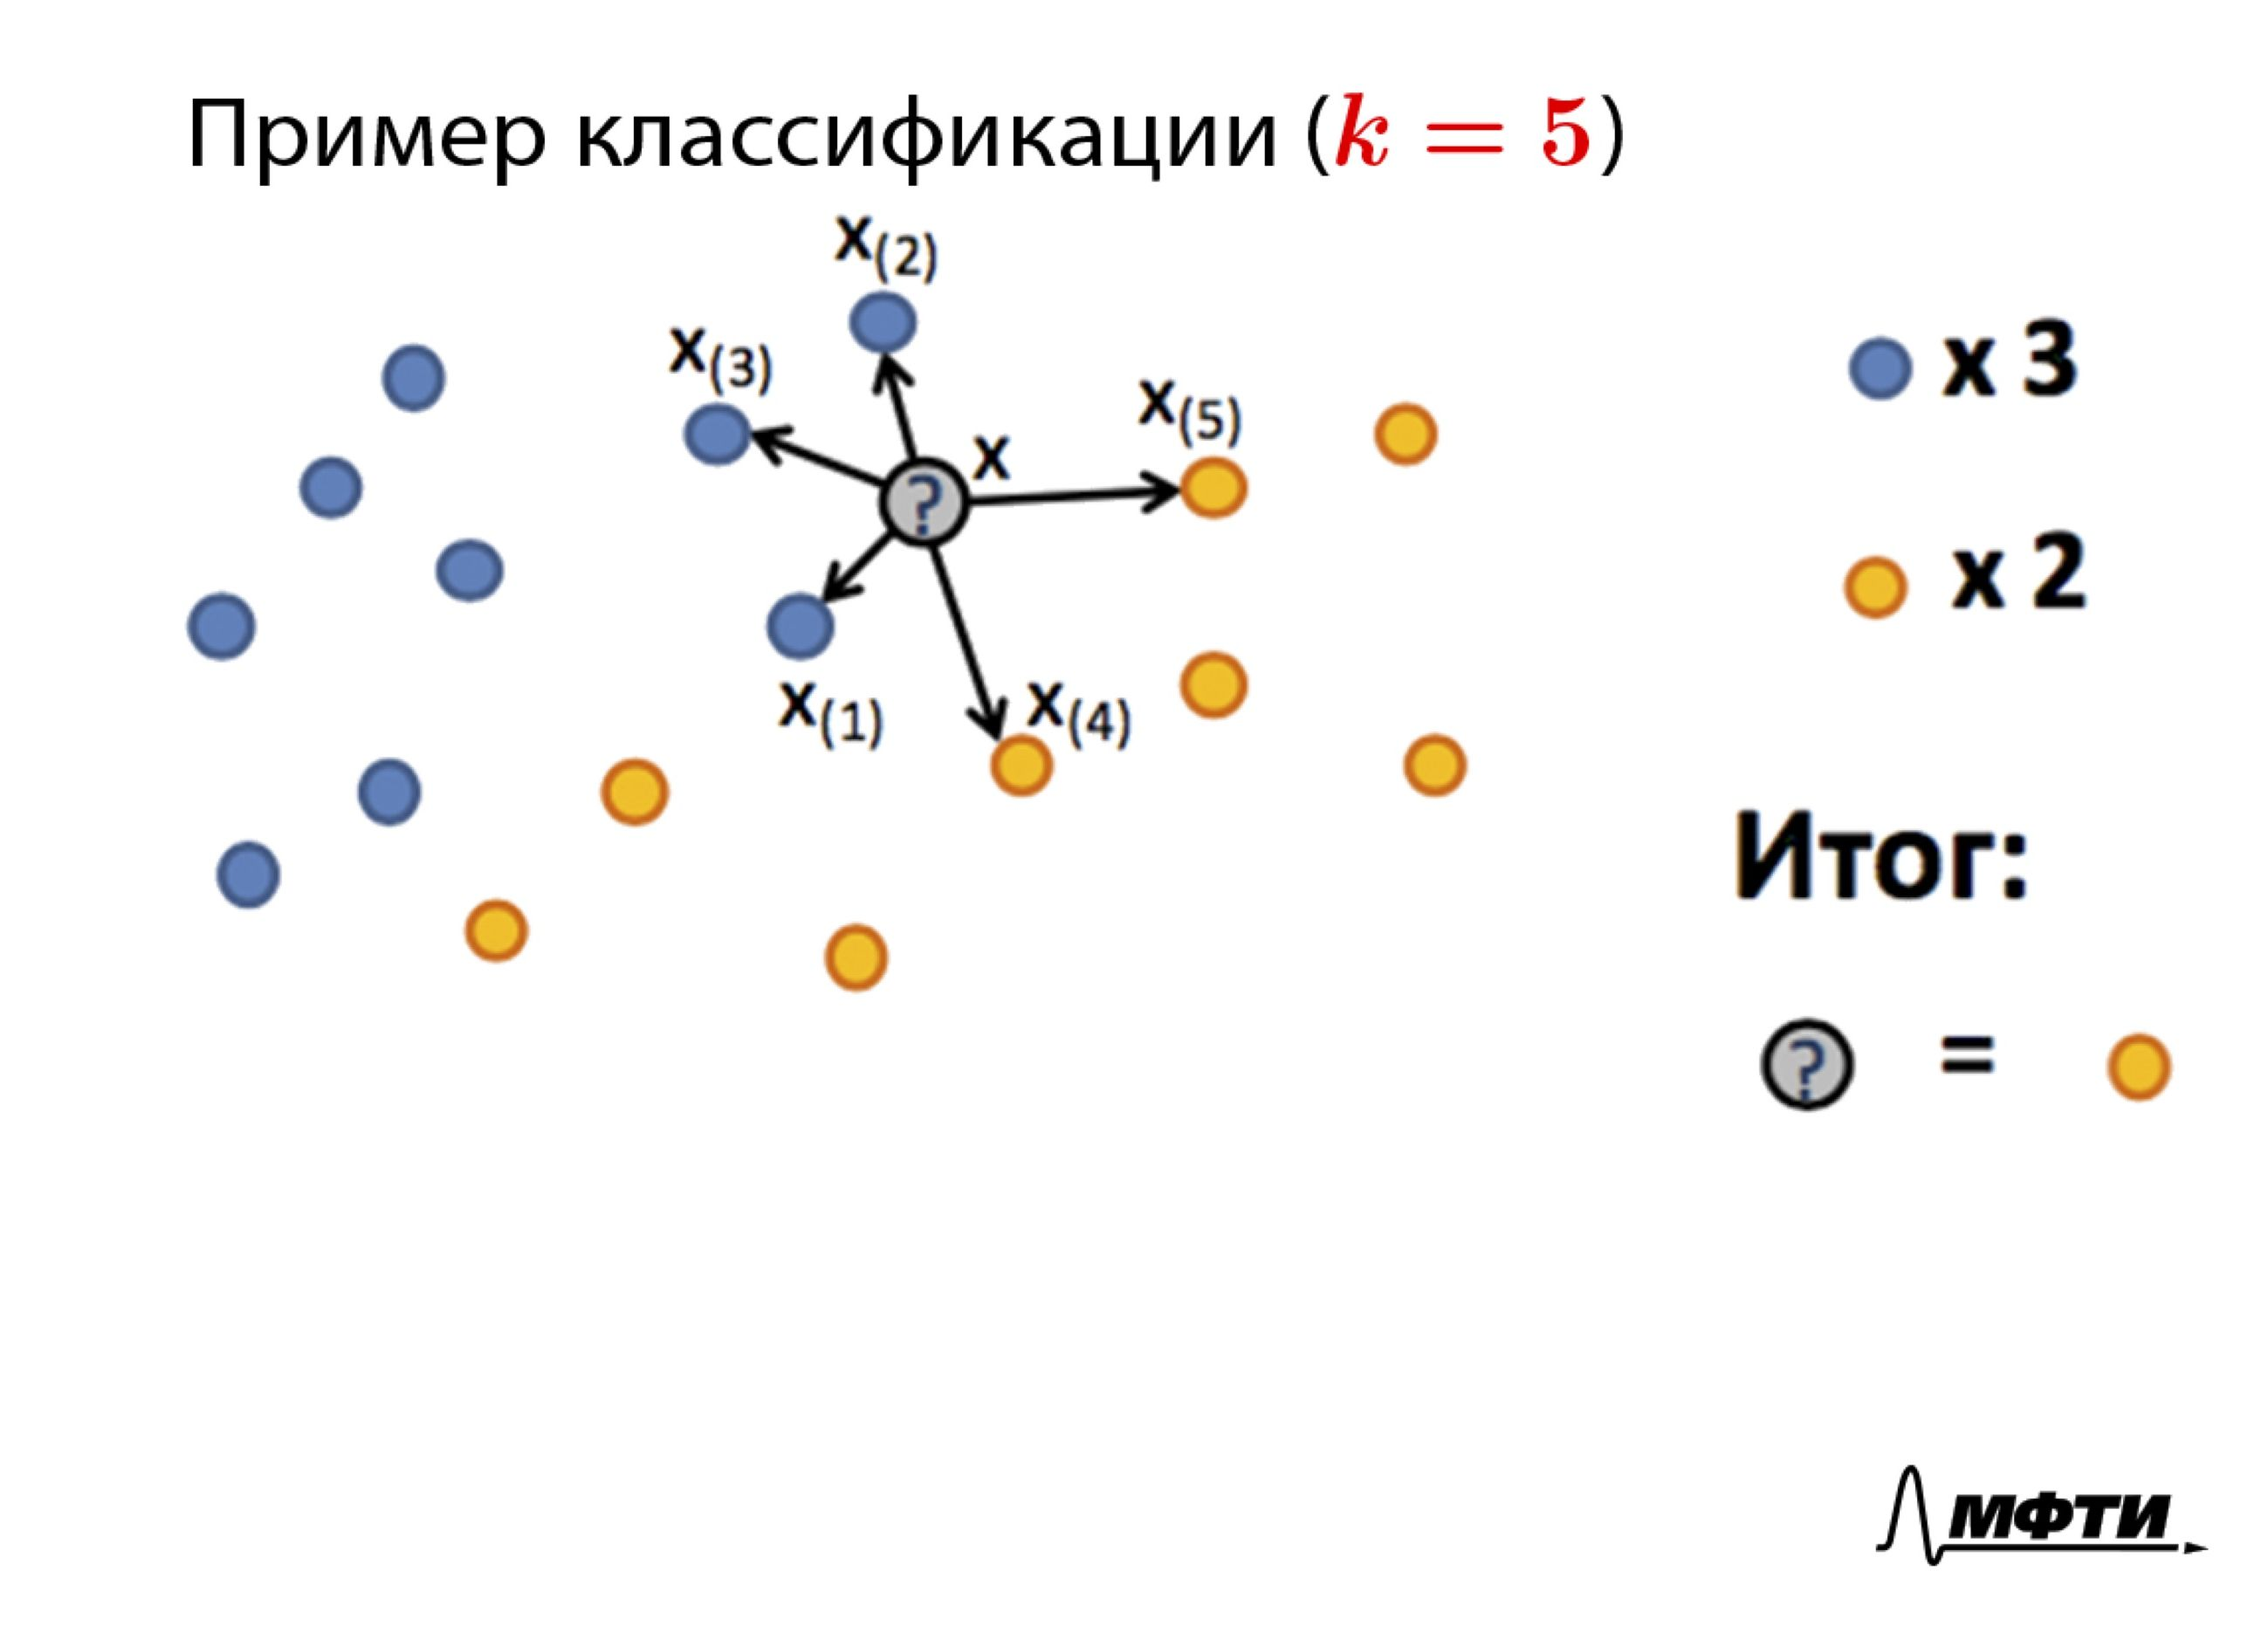 Пример классификации (k = 5)
x(2)
x(3)
x(5)
x
?
x(1)
x(4)
x 3
x 2
Итог:
? =
МФТИ